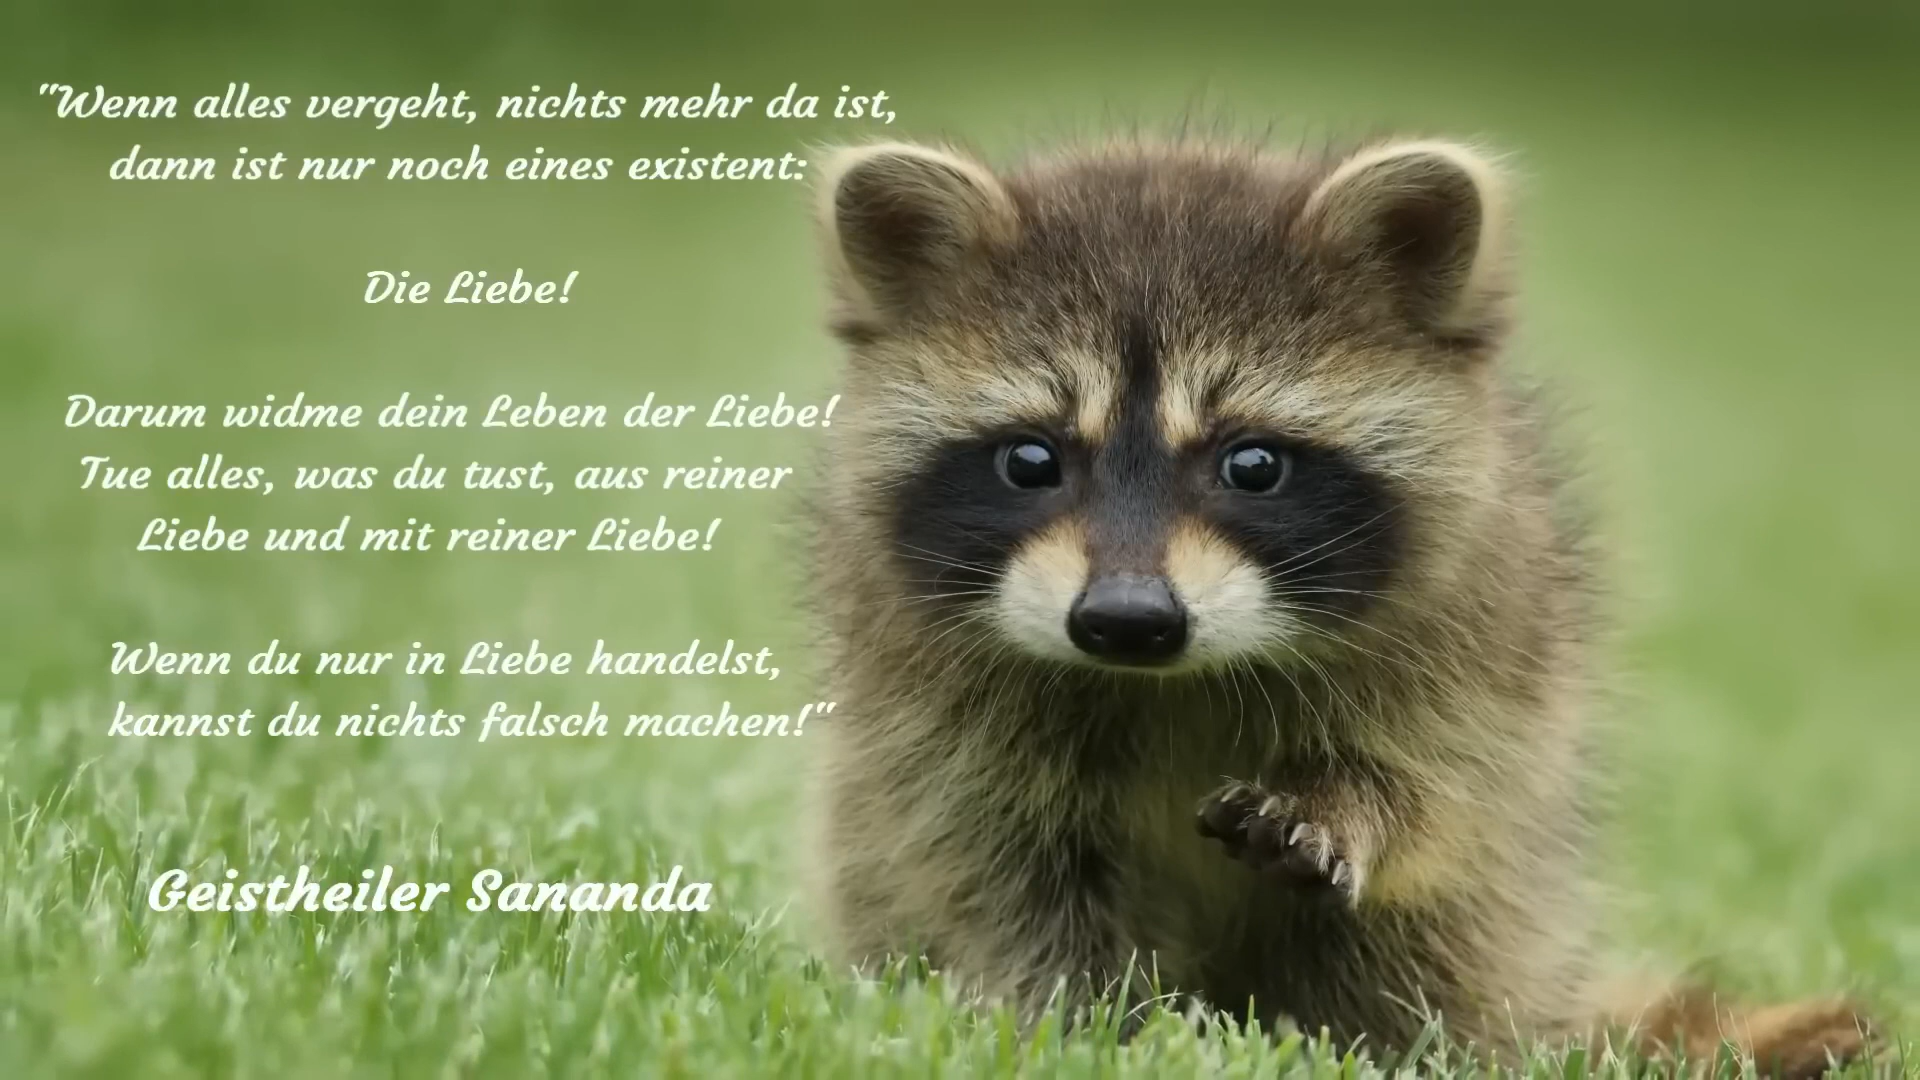 "Wenn alles vergeht, nichts mehr da ist,
dann ist nur noch eines existent:
Die Liebe!
Darum widme dein Leben der Liebe!
Tue alles, was du tust, aus reiner
Liebe und mit reiner Liebe!
Wenn du nur in Liebe handelst,
kannst du nichts falsch machen!“
Geistheiler Sananda